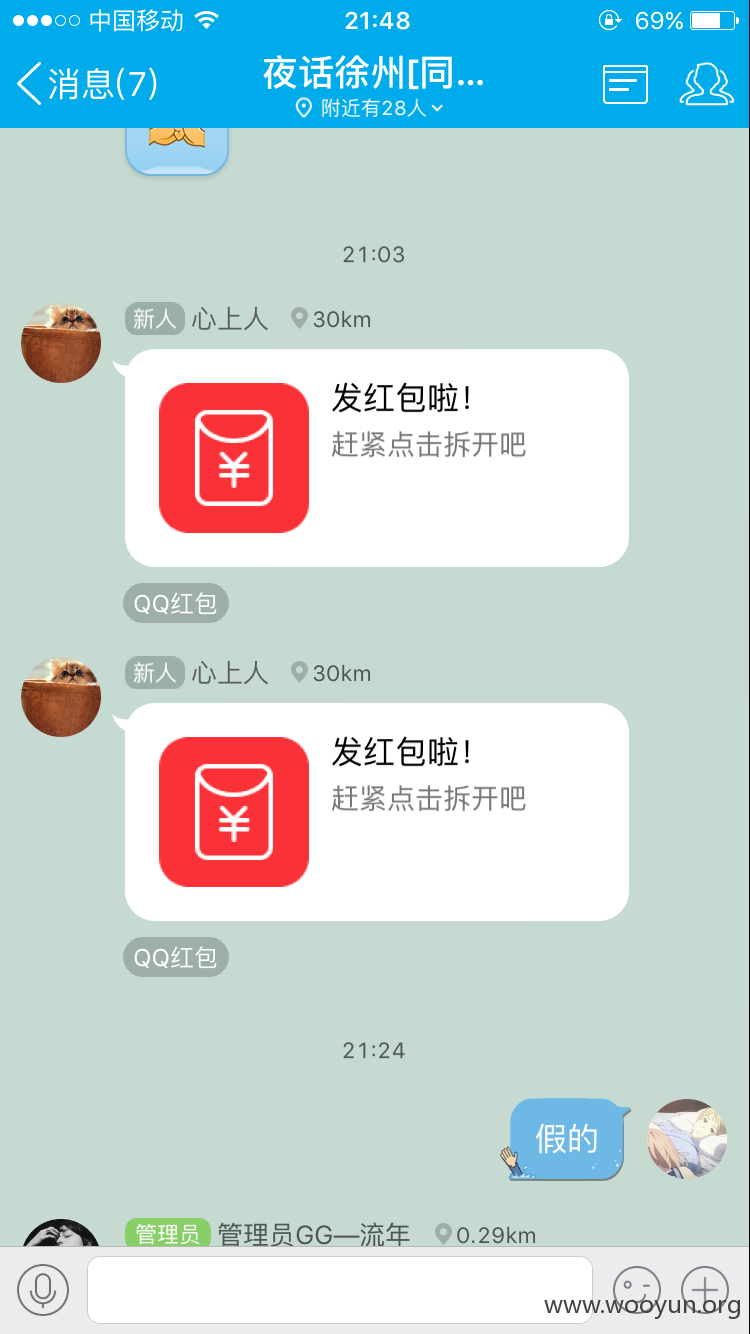 中国移动 21:48 69%
消息(7) 夜话徐州[同...
附近有28人
21:03
新人 心上人 30km
发红包啦!
赶紧点击拆开吧
QQ红包
新人 心上人 30km
发红包啦!
赶紧点击拆开吧
QQ红包
21:24
假的
管理员 管理员GG—流年 0.29km
www.wooyun.org